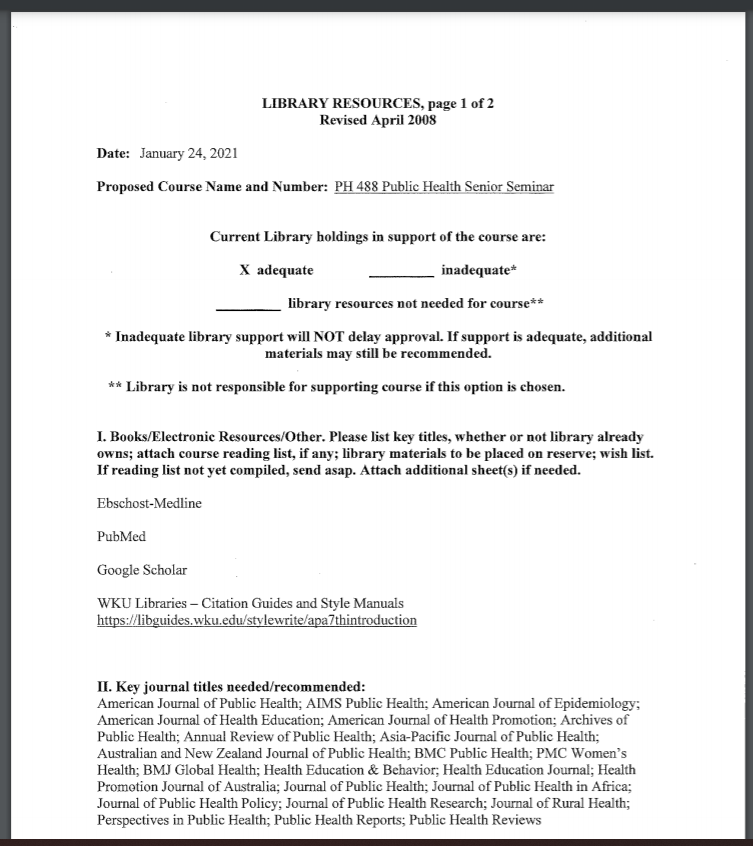 LIBRARY RESOURCES, page 1 of 2
Revised April 2008
Date: January 24, 2021
Proposed Course Name and Number: PH 488 Public Health Senior Seminar
Current Library holdings in support of the course are:
X adequate ________ inadequate*
________ library resources not needed for course**
* Inadequate library support will NOT delay approval. If support is adequate, additional
materials may still be recommended.
** Library is not responsible for supporting course if this option is chosen.
I. Books/Electronic Resources/Other. Please list key titles, whether or not library already
owns; attach course reading list, if any; library materials to be placed on reserve; wish list.
If reading list not yet compiled, send asap. Attach additional sheet(s) if needed.
Ebschost-Medline
PubMed
Google Scholar
WKU Libraries – Citation Guides and Style Manuals
https://libguides.wku.edu/stylewrite/apa7thintroduction
II. Key journal titles needed/recommended:
American Journal of Public Health; AIMS Public Health; American Journal of Epidemiology;
American Journal of Health Education; American Journal of Health Promotion; Archives of
Public Health; Annual Review of Public Health; Asia-Pacific Journal of Public Health;
Australian and New Zealand Journal of Public Health; BMC Public Health; PMC Women's
Health; BMJ Global Health; Health Education & Behavior; Health Education Journal; Health
Promotion Journal of Australia; Journal of Public Health; Journal of Public Health in Africa;
Journal of Public Health Policy; Journal of Public Health Research; Journal of Rural Health;
Perspectives in Public Health; Public Health Reports; Public Health Reviews